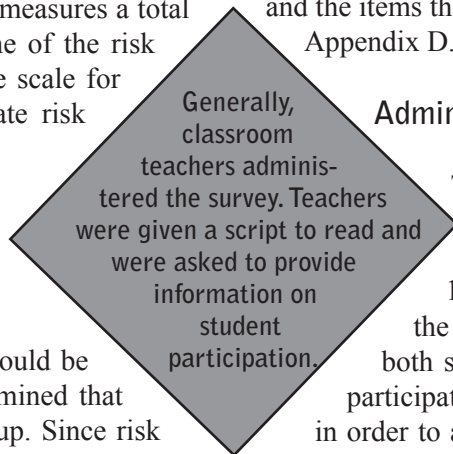 measures a total
ne of the risk
e scale for
ate risk
ould be
mined that
up. Since risk
Generally,
classroom
teachers adminis-
tered the survey. Teachers
were given a script to read and
were asked to provide
information on
student
participation.
and the items th
Appendix D.
Admin
the
both s
participat
in order to a